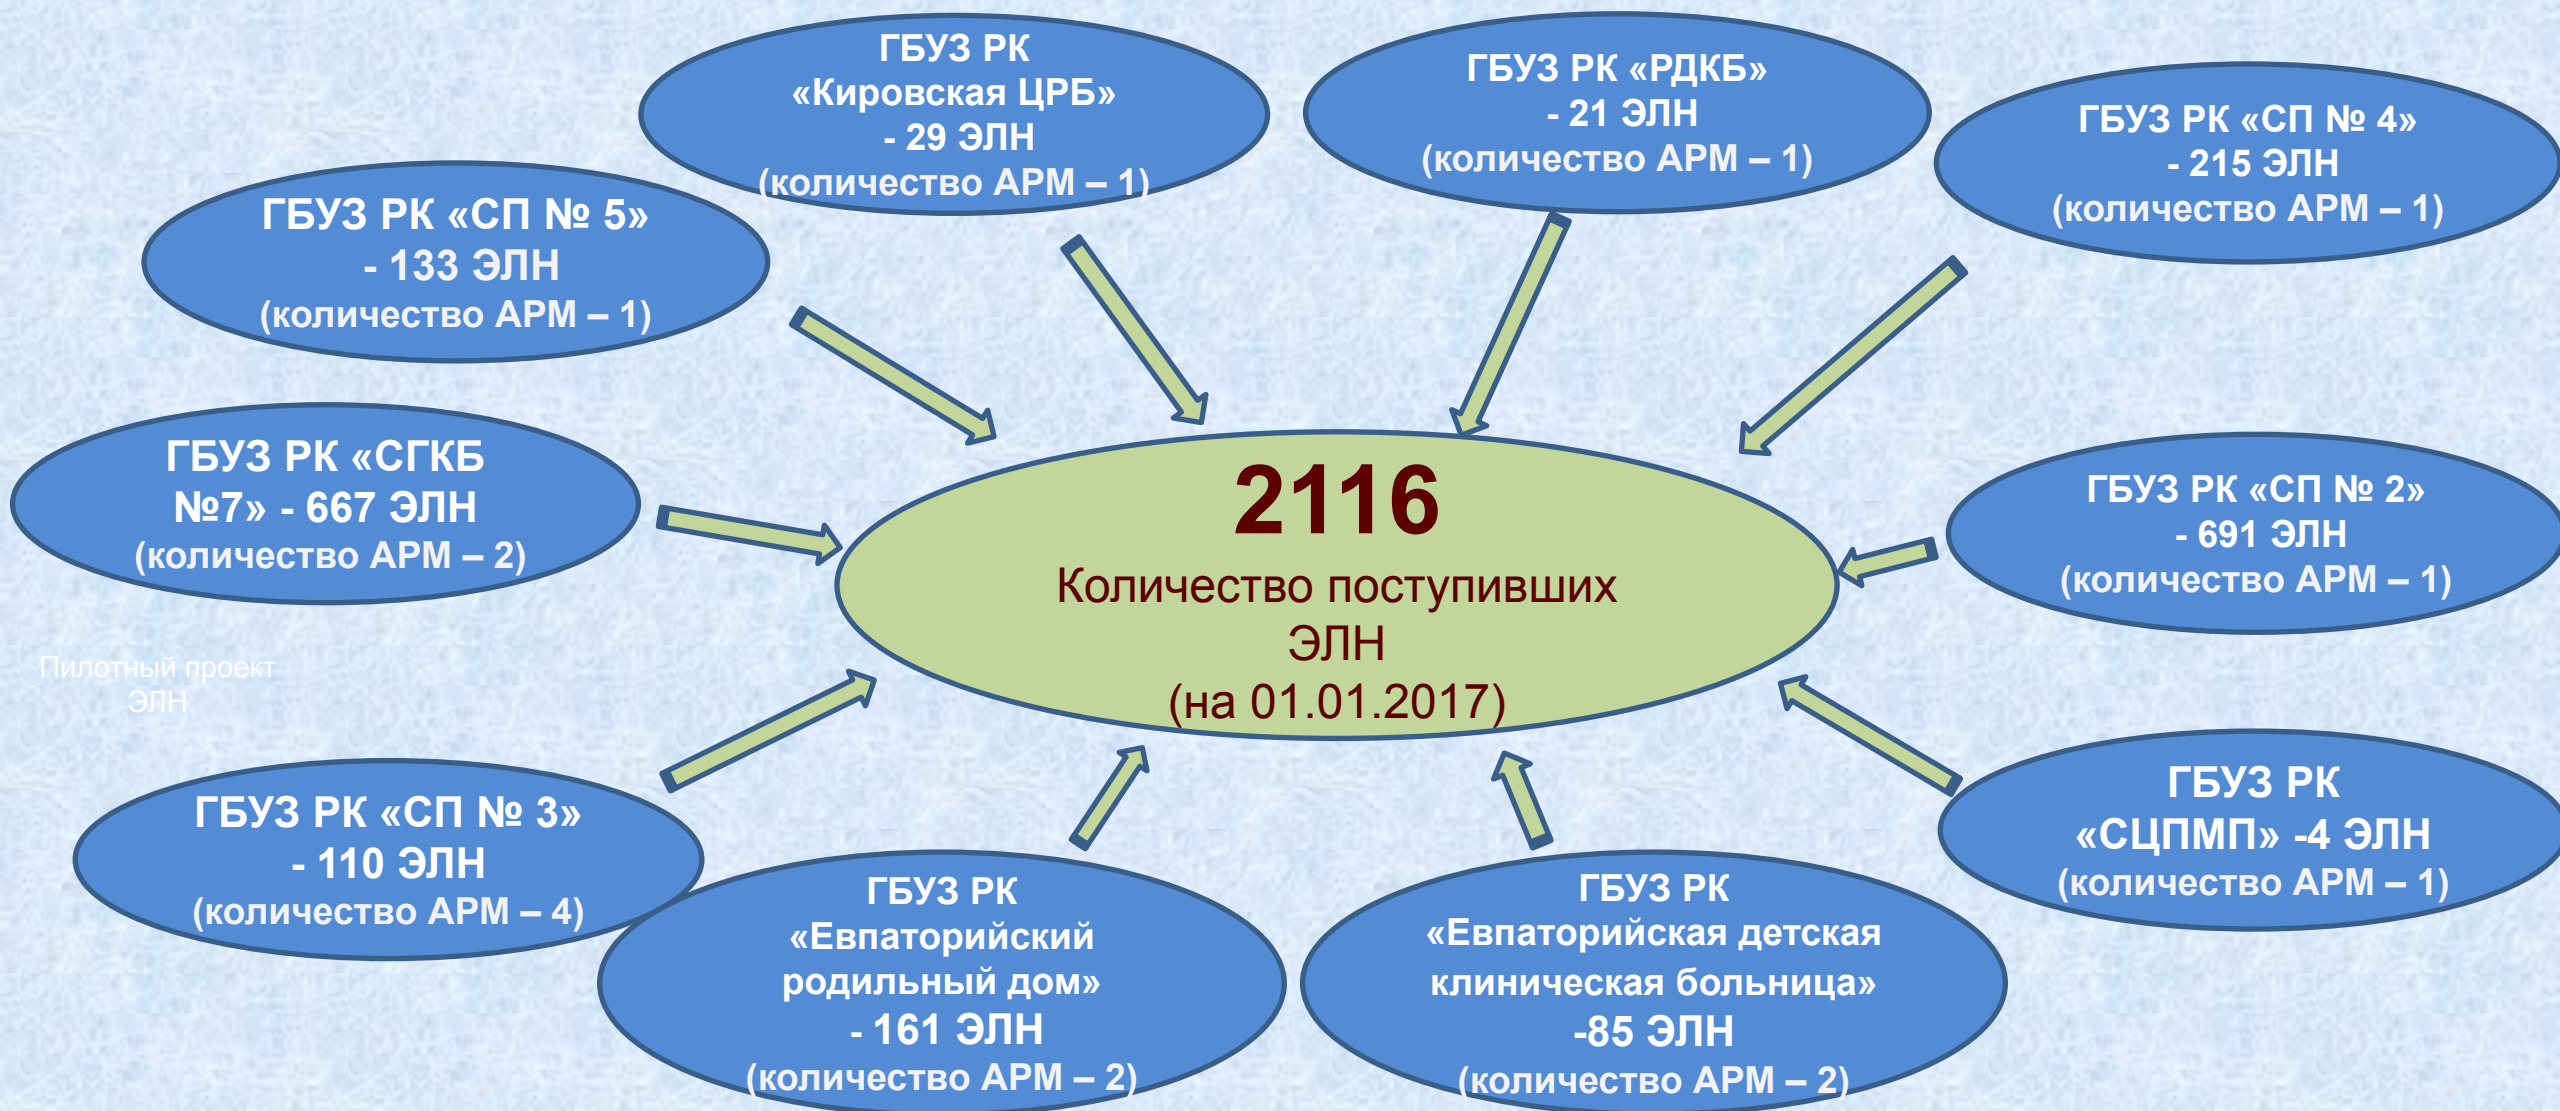 ГБУЗ РК
«Кировская ЦРБ»
- 29 ЭЛН
(количество АРМ – 1)
ГБУЗ РК «РДКБ»
- 21 ЭЛН
(количество АРМ – 1)
ГБУЗ РК «СП № 4»
- 215 ЭЛН
(количество АРМ – 1)
ГБУЗ РК «СП № 5»
- 133 ЭЛН
(количество АРМ – 1)
ГБУЗ РК «СГКБ
№7» - 667 ЭЛН
(количество АРМ – 2)
2116
Количество поступивших
ЭЛН
(на 01.01.2017)
ГБУЗ РК «СП № 2»
- 691 ЭЛН
(количество АРМ – 1)
Пилотный проект
ЭЛН
ГБУЗ РК «СП № 3»
- 110 ЭЛН
(количество АРМ – 4)
ГБУЗ РК
«Евпаторийский
родильный дом»
- 161 ЭЛН
(количество АРМ – 2)
ГБУЗ РК
«Евпаторийская детская
клиническая больница»
-85 ЭЛН
(количество АРМ – 2)
ГБУЗ РК
«СЦПМП» -4 ЭЛН
(количество АРМ – 1)